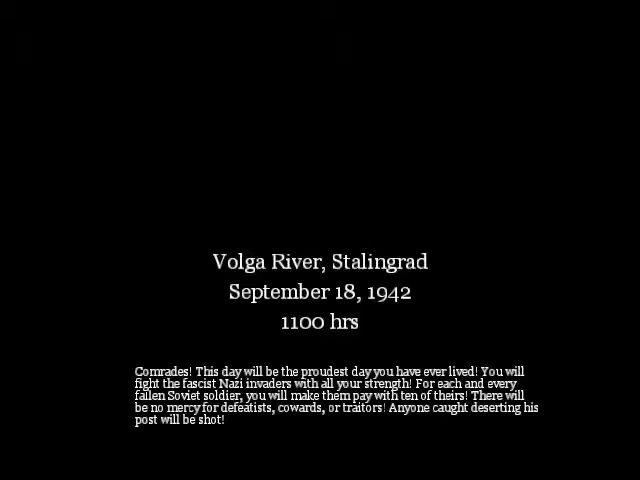 Volga River, Stalingrad
September 18, 1942
1100 hrs
Comrades! This day will be the proudest day you have ever lived! You will
fight the fascist Nazi invaders with all your strength! For each and every
fallen Soviet soldier, you will make them pay with ten of theirs! There will
be no mercy for defeatists, cowards, or traitors! Anyone caught deserting his
post will be shot!